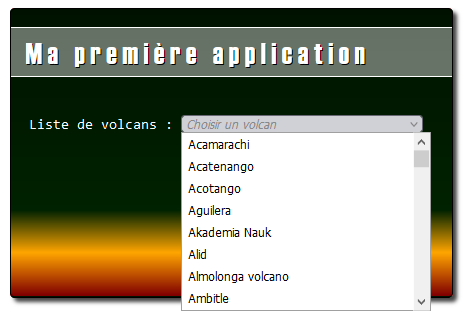 Ma première application
Liste de volcans : Choisir un volcan
Acamarachi
Acatenango
Acotango
Aguilera
Akademia Nauk
Alid
Almolonga volcano
Ambitle